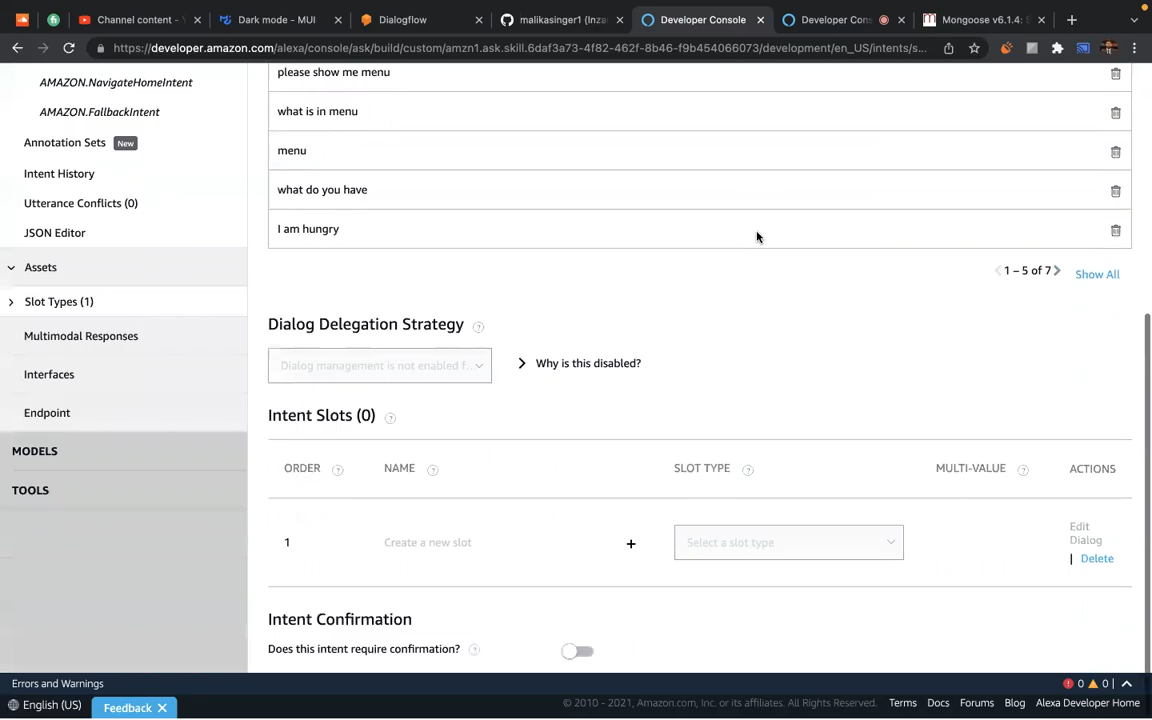 Channel content - Y
Dark mode - MUI
Dialogflow
malikasinger1 (Inza
Developer Console
Developer Cons
Mongoose v6.1.4: S
https://developer.amazon.com/alexa/console/ask/build/custom/amzn1.ask.skill.6daf3a73-4f82-462f-8b46-f9b454066073/development/en_US/intents/s...
AMAZON.NavigateHomeIntent
AMAZON.FallbackIntent
Annotation Sets New
Intent History
Utterance Conflicts (0)
JSON Editor
Assets
Slot Types (1)
Multimodal Responses
Interfaces
Endpoint
MODELS
TOOLS
please show me menu
what is in menu
menu
what do you have
I am hungry
1 – 5 of 7
Show All
Dialog Delegation Strategy
Dialog management is not enabled f...
Why is this disabled?
Intent Slots (0)
ORDER NAME SLOT TYPE MULTI-VALUE ACTIONS
1 Create a new slot + Select a slot type
Edit
Dialog
| Delete
Intent Confirmation
Does this intent require confirmation?
Errors and Warnings
0 0 |
English (US)
Feedback
© 2010 - 2021, Amazon.com, Inc. or its affiliates. All Rights Reserved.
Terms Docs Forums Blog Alexa Developer Home